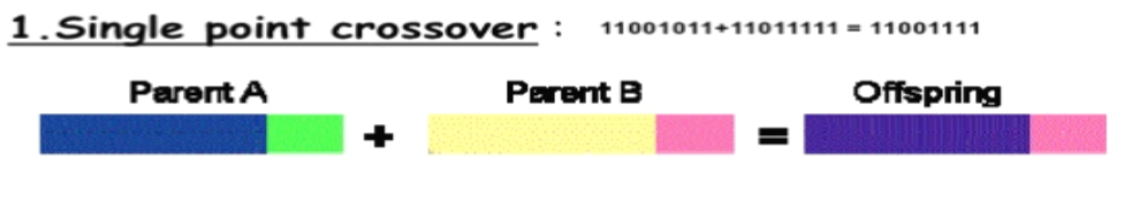 1.Single point crossover : 11001011+11011111 = 11001111
Parent A Parent B Offspring
+ =